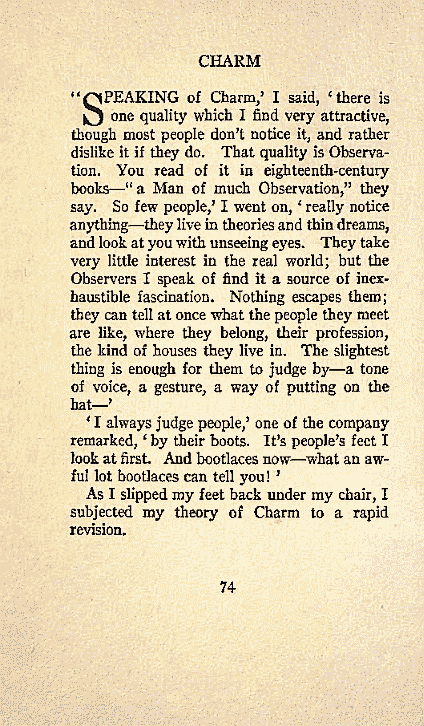 CHARM
“SPEAKING of Charm,’ I said, ‘there is
one quality which I find very attractive,
though most people don’t notice it, and rather
dislike it if they do. That quality is Observa-
tion. You read of it in eighteenth-century
books—“a Man of much Observation,” they
say. So few people,’ I went on, ‘really notice
anything—they live in theories and thin dreams,
and look at you with unseeing eyes. They take
very little interest in the real world; but the
Observers I speak of find it a source of inex-
haustible fascination. Nothing escapes them;
they can tell at once what the people they meet
are like, where they belong, their profession,
the kind of houses they live in. The slightest
thing is enough for them to judge by—a tone
of voice, a gesture, a way of putting on the
hat—’
‘I always judge people,’ one of the company
remarked, ‘by their boots. It’s people’s feet I
look at first. And bootlaces now—what an aw-
ful lot bootlaces can tell you!’
As I slipped my feet back under my chair, I
subjected my theory of Charm to a rapid
revision.
74